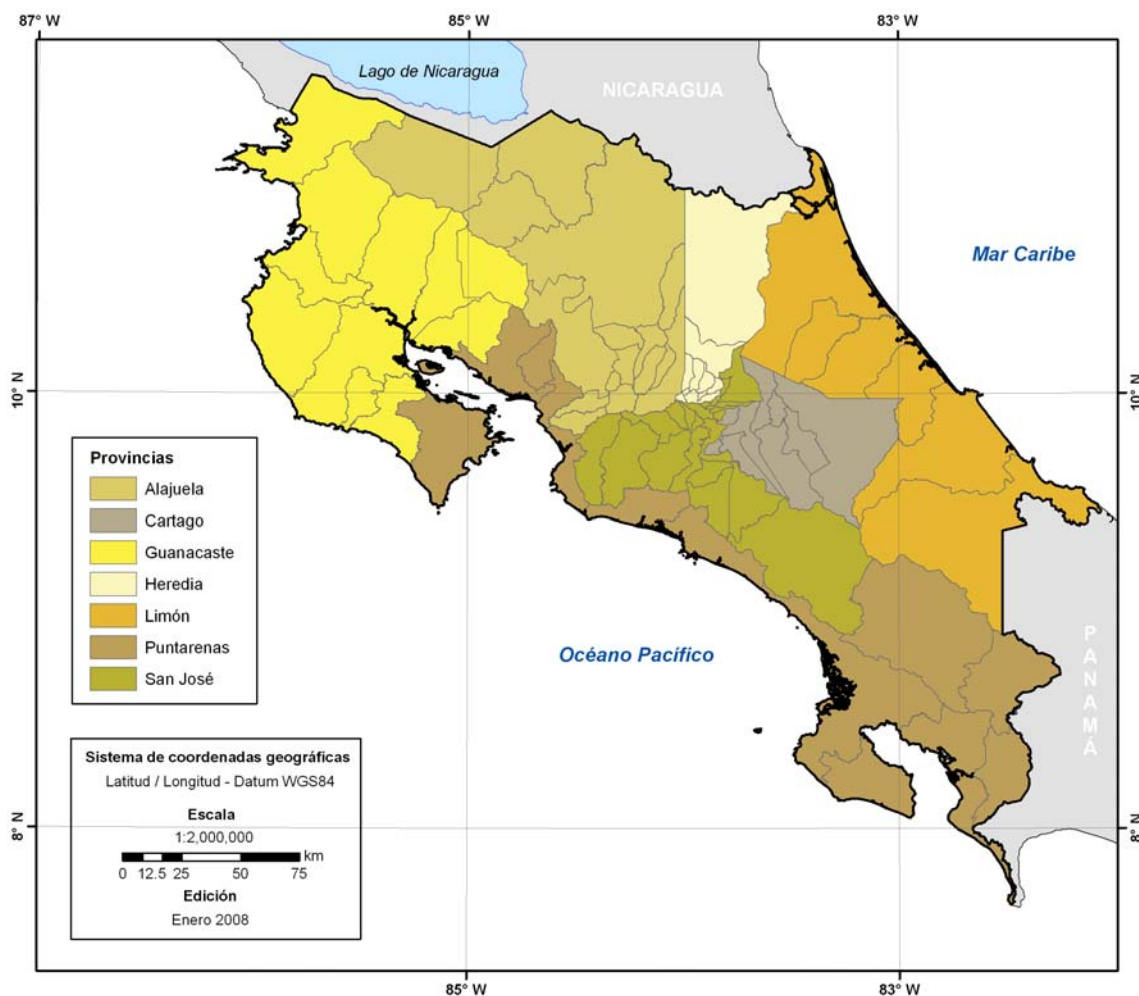 87° W
85° W
83° W
Lago de Nicaragua
NICARAGUA
Mar Caribe
10° N
10° N
Provincias
Alajuela
Cartago
Guanacaste
Heredia
Limón
Puntarenas
San José
Océano Pacífico
PANAMÁ
Sistema de coordenadas geográficas
Latitud / Longitud - Datum WGS84
Escala
1:2,000,000
km
0 12.5 25 50 75
Edición
Enero 2008
8° N
8° N
85° W
83° W